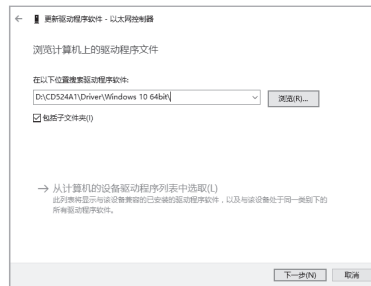 更新驱动程序软件 - 以太网控制器
浏览计算机上的驱动程序文件
在以下位置搜索驱动程序软件:
D:\CD524A1\Driver\Windows 10 64bit\
浏览(R)...
包括子文件夹(I)
从计算机的设备驱动程序列表中选取(L)
此列表将显示与该设备兼容的已安装的驱动程序软件，以及与该设备处于同一类别下的
所有驱动程序软件。
下一步(N)
取消